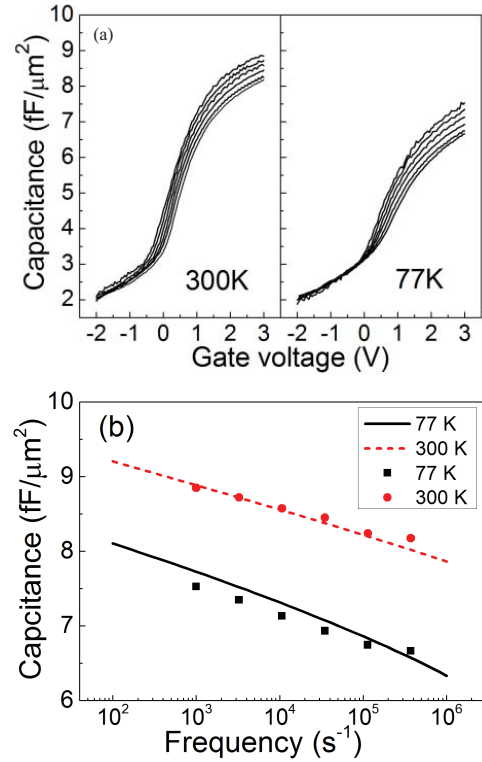 (a)
Capacitance (fF/μm²)
9
8
7
6
5
4
3
2
300K
77K
-2 -1 0 1 2 3 -2 -1 0 1 2 3
Gate voltage (V)
(b)
Capcitance (fF/μm²)
10
9
8
7
6
77 K
300 K
77 K
300 K
10² 10³ 10⁴ 10⁵ 10⁶
Frequency (s⁻¹)